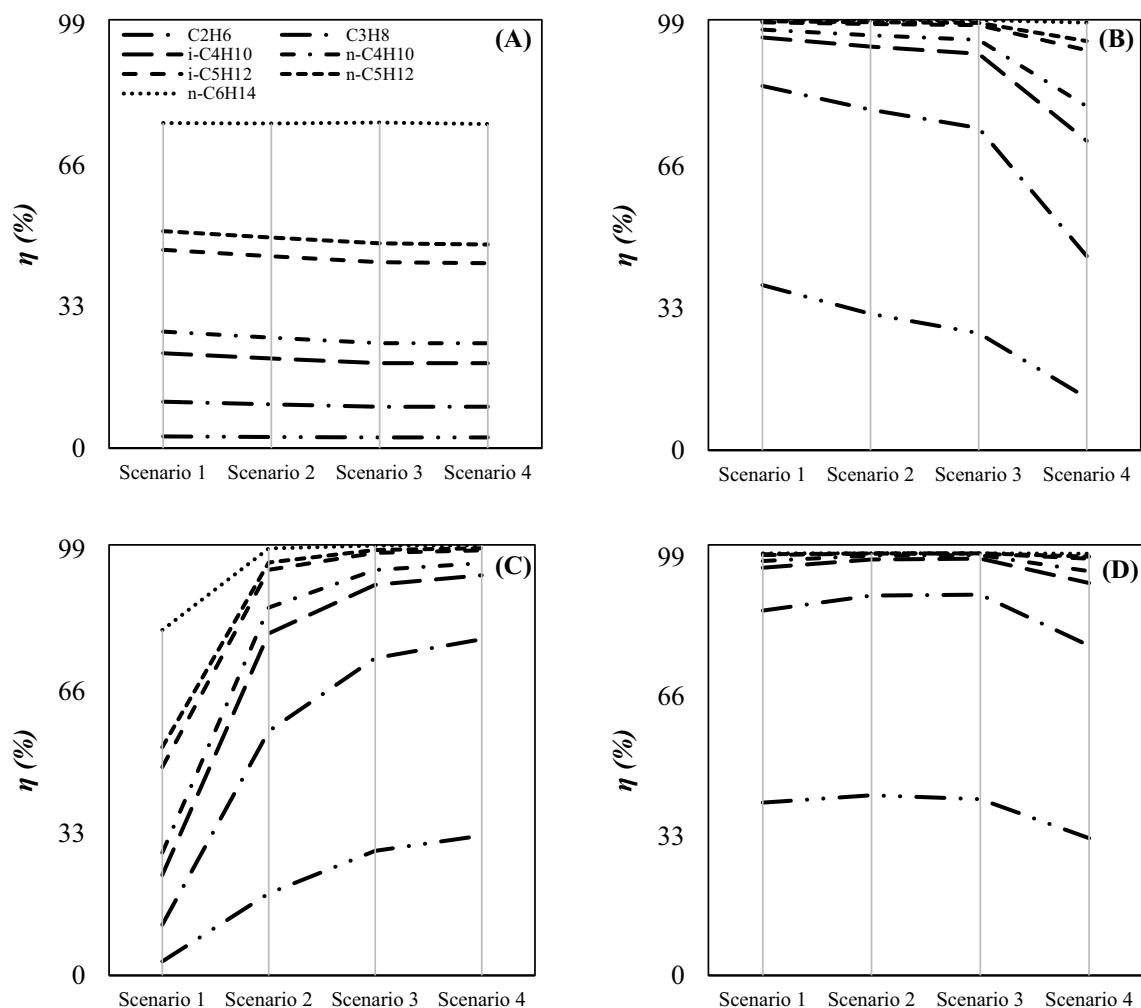 99
66
33
0
η (%)
C2H6 C3H8
i-C4H10 n-C4H10
i-C5H12 n-C5H12
n-C6H14
(A)
Scenario 1 Scenario 2 Scenario 3 Scenario 4
99
66
33
0
η (%)
(B)
Scenario 1 Scenario 2 Scenario 3 Scenario 4
99
66
33
0
η (%)
(C)
Scenario 1 Scenario 2 Scenario 3 Scenario 4
99
66
33
0
η (%)
(D)
Scenario 1 Scenario 2 Scenario 3 Scenario 4